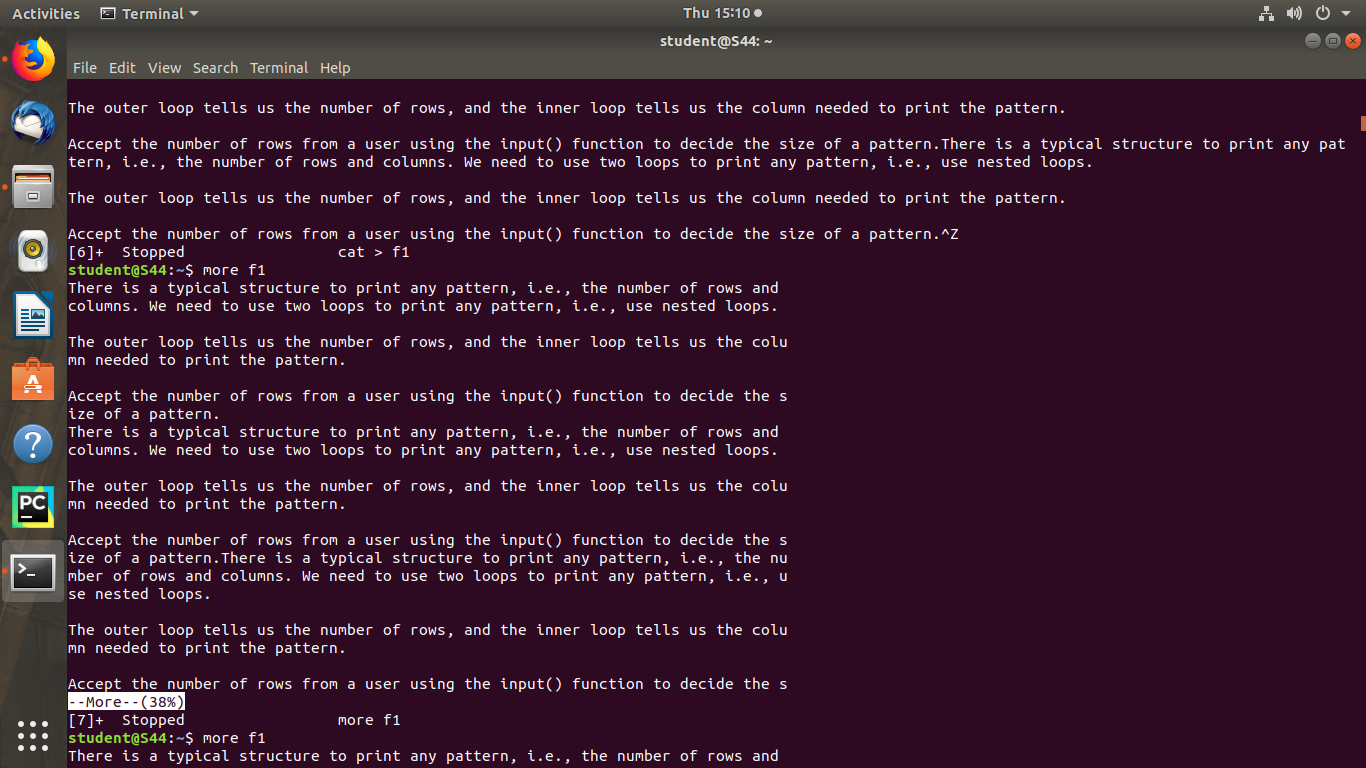 Activities Terminal Thu 15:10
student@S44: ~
File Edit View Search Terminal Help
The outer loop tells us the number of rows, and the inner loop tells us the column needed to print the pattern.
Accept the number of rows from a user using the input() function to decide the size of a pattern.There is a typical structure to print any pat
tern, i.e., the number of rows and columns. We need to use two loops to print any pattern, i.e., use nested loops.
The outer loop tells us the number of rows, and the inner loop tells us the column needed to print the pattern.
Accept the number of rows from a user using the input() function to decide the size of a pattern.^Z
[6]+  Stopped                 cat > f1
student@S44:~$ more f1
There is a typical structure to print any pattern, i.e., the number of rows and
columns. We need to use two loops to print any pattern, i.e., use nested loops.
The outer loop tells us the number of rows, and the inner loop tells us the colu
mn needed to print the pattern.
Accept the number of rows from a user using the input() function to decide the s
ize of a pattern.
There is a typical structure to print any pattern, i.e., the number of rows and
columns. We need to use two loops to print any pattern, i.e., use nested loops.
The outer loop tells us the number of rows, and the inner loop tells us the colu
mn needed to print the pattern.
Accept the number of rows from a user using the input() function to decide the s
ize of a pattern.There is a typical structure to print any pattern, i.e., the nu
mber of rows and columns. We need to use two loops to print any pattern, i.e., u
se nested loops.
The outer loop tells us the number of rows, and the inner loop tells us the colu
mn needed to print the pattern.
Accept the number of rows from a user using the input() function to decide the s
--More--(38%)
[7]+  Stopped                 more f1
student@S44:~$ more f1
There is a typical structure to print any pattern, i.e., the number of rows and
PC